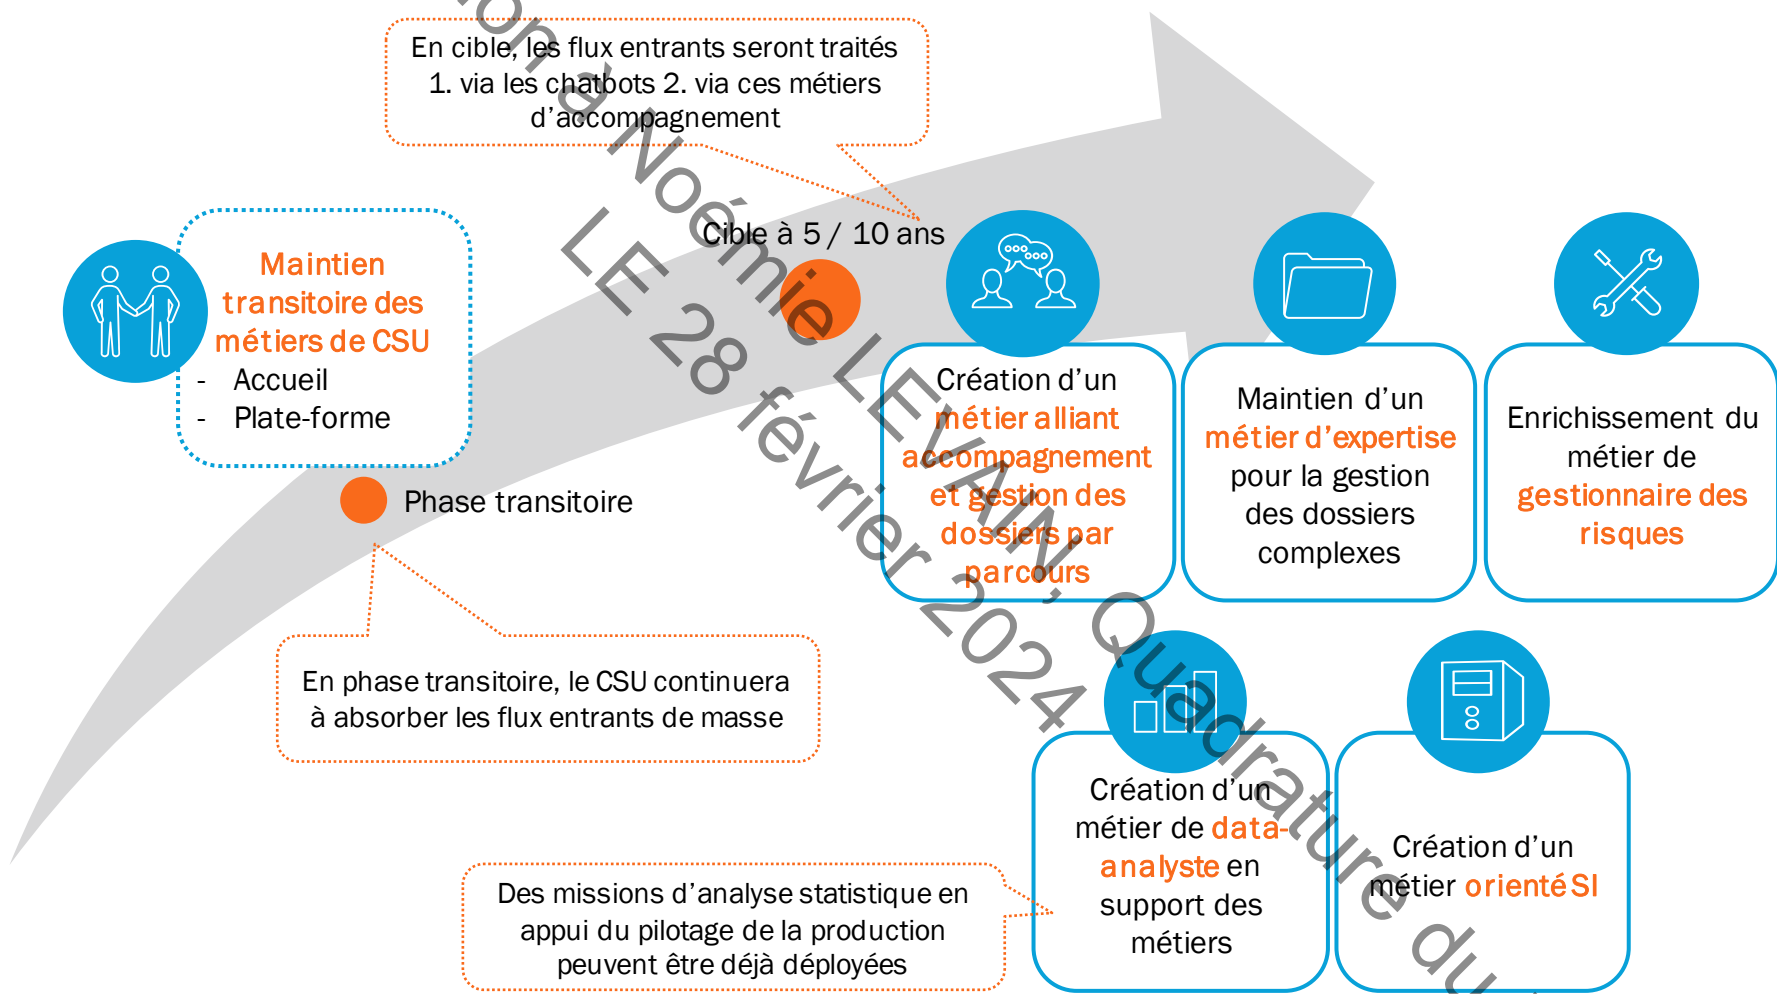 En cible, les flux entrants seront traités
1. via les chatbots 2. via ces métiers
d'accompagnement
Maintien
transitoire des
métiers de CSU
- Accueil
- Plate-forme
Cible à 5 / 10 ans
Phase transitoire
En phase transitoire, le CSU continuera
à absorber les flux entrants de masse
Création d'un
métier alliant
accompagnement
et gestion des
dossiers par
parcours
Maintien d'un
métier d'expertise
pour la gestion
des dossiers
complexes
Enrichissement du
métier de
gestionnaire des
risques
Création d'un
métier de data-
analyste en
support des
métiers
Création d'un
métier orienté SI
Des missions d'analyse statistique en
appui du pilotage de la production
peuvent être déjà déployées
à Noémie LEVAIN, Quadrature du
LE 28 février 2024